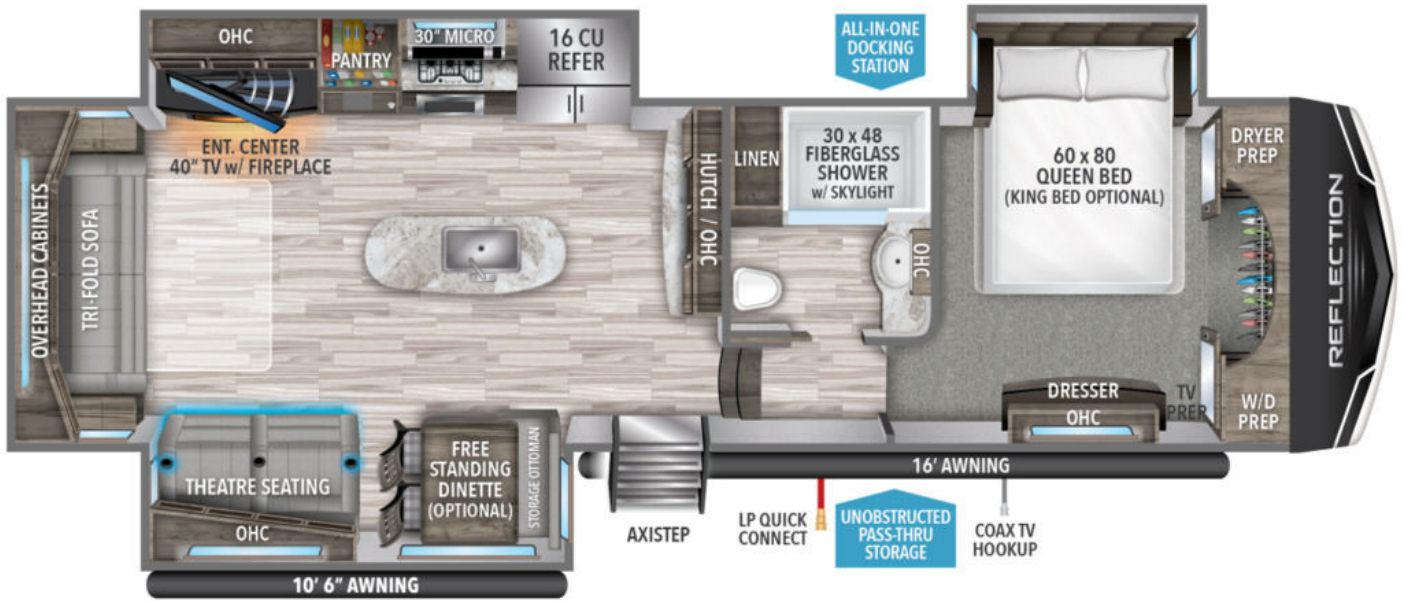 OHC
PANTRY
30" MICRO
16 CU
REFER
ALL-IN-ONE
DOCKING
STATION
ENT. CENTER
40" TV w/ FIREPLACE
OVERHEAD CABINETS
TRI-FOLD SOFA
HUTCH / OHC
LINEN
30 x 48
FIBERGLASS
SHOWER
w/ SKYLIGHT
OHC
60 x 80
QUEEN BED
(KING BED OPTIONAL)
DRYER
PREP
REFLECTION
DRESSER
OHC
TV
PREP
W/D
PREP
THEATRE SEATING
OHC
FREE
STANDING
DINETTE
(OPTIONAL)
STORAGE OTTOMAN
16' AWNING
AXISTEP
LP QUICK
CONNECT
UNOBSTRUCTED
PASS-THRU
STORAGE
COAX TV
HOOKUP
10' 6" AWNING